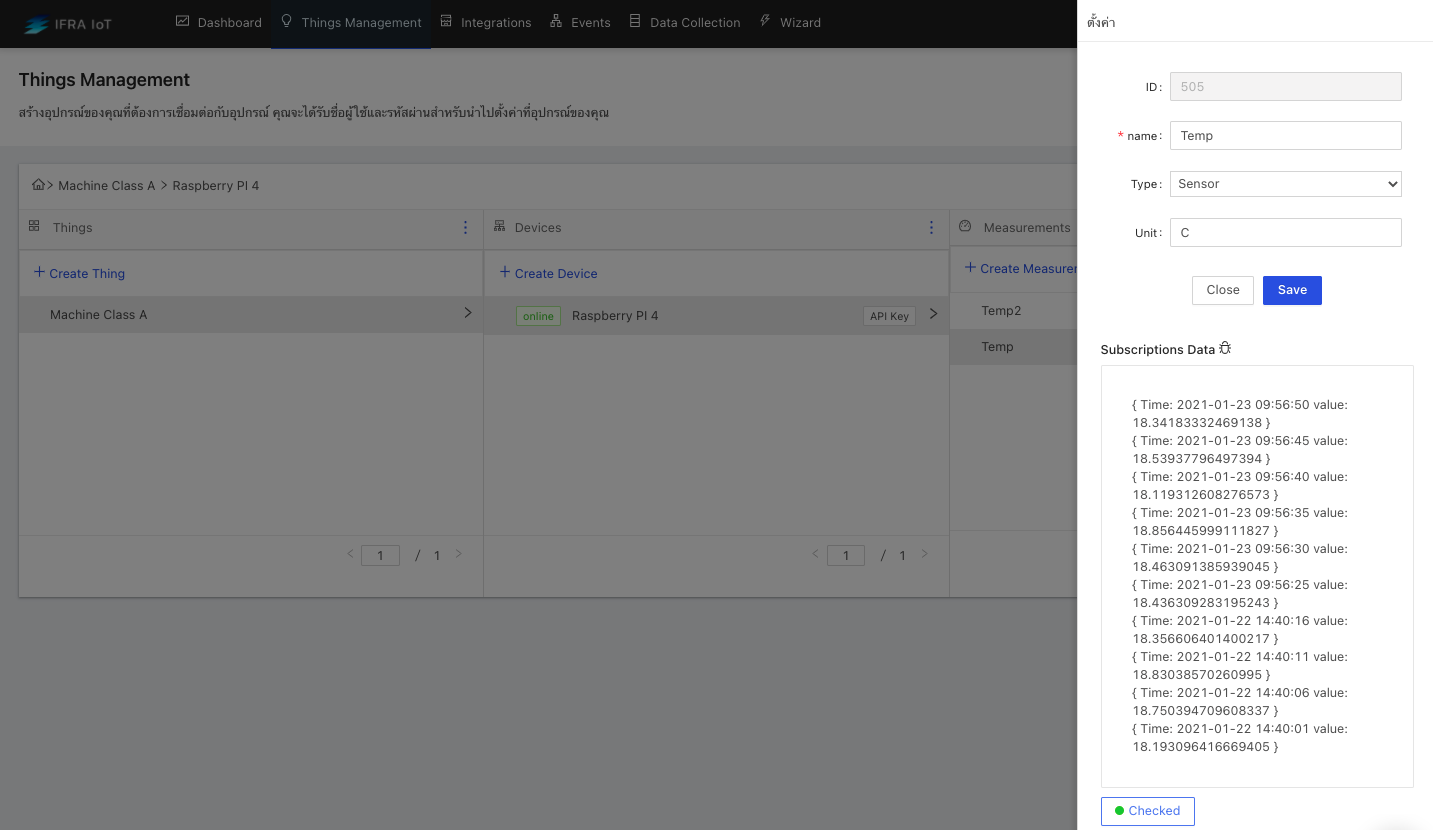 IFRA IoT
Dashboard
Things Management
Integrations
Events
Data Collection
Wizard
Things Management
สร้างอุปกรณ์ของคุณที่ต้องการเชื่อมต่อกับอุปกรณ์ คุณจะได้รับชื่อผู้ใช้และรหัสผ่านสำหรับนำไปตั้งค่าที่อุปกรณ์ของคุณ
Machine Class A > Raspberry PI 4
Things
Create Thing
Machine Class A
1 / 1
Devices
Create Device
online Raspberry PI 4 API Key
1 / 1
Measurements
Temp2
Temp
ตั้งค่า
ID: 505
* name: Temp
Type: Sensor
Unit: C
Close
Save
Subscriptions Data
{ Time: 2021-01-23 09:56:50 value:
18.34183332469138 }
{ Time: 2021-01-23 09:56:45 value:
18.53937796497394 }
{ Time: 2021-01-23 09:56:40 value:
18.119312608276573 }
{ Time: 2021-01-23 09:56:35 value:
18.856445999111827 }
{ Time: 2021-01-23 09:56:30 value:
18.463091385939045 }
{ Time: 2021-01-23 09:56:25 value:
18.436309283195243 }
{ Time: 2021-01-22 14:40:16 value:
18.356606401400217 }
{ Time: 2021-01-22 14:40:11 value:
18.83038570260995 }
{ Time: 2021-01-22 14:40:06 value:
18.750394709608337 }
{ Time: 2021-01-22 14:40:01 value:
18.193096416669405 }
Checked